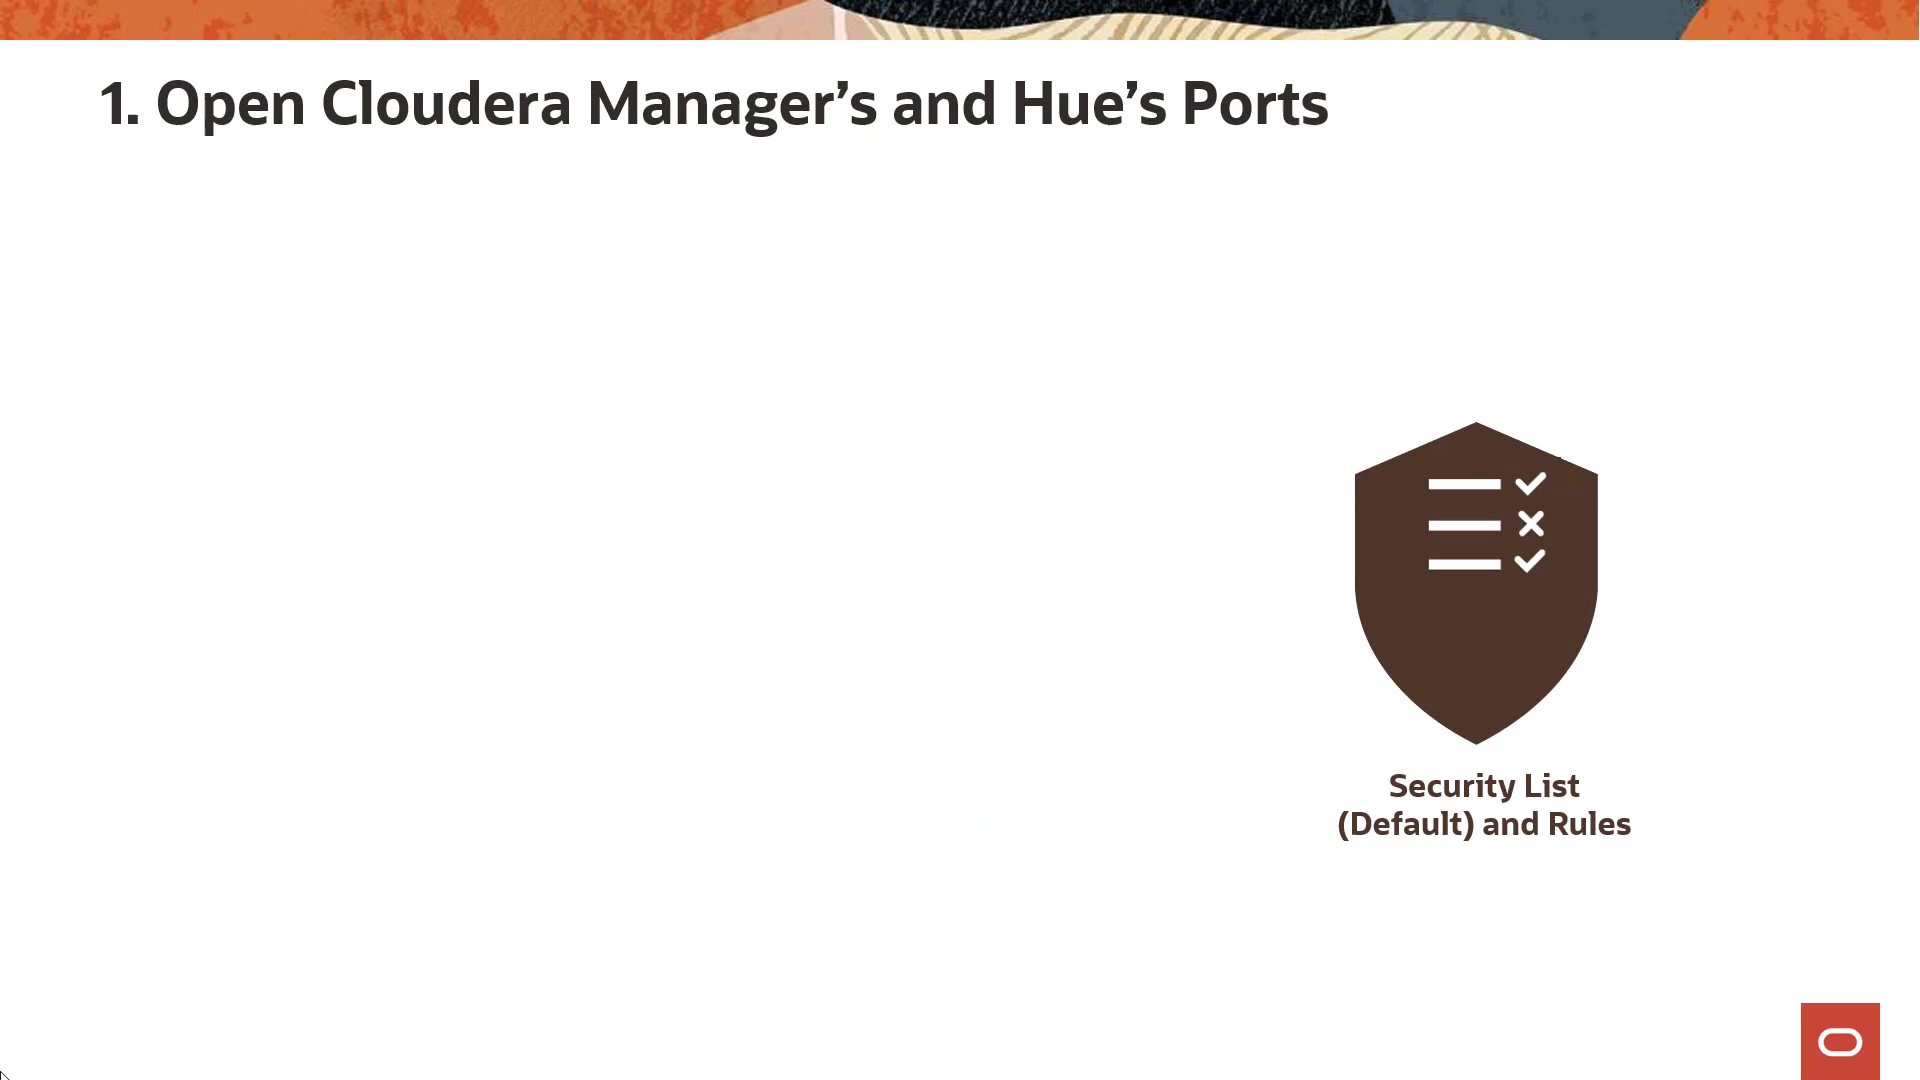 1. Open Cloudera Manager’s and Hue’s Ports
Security List
(Default) and Rules